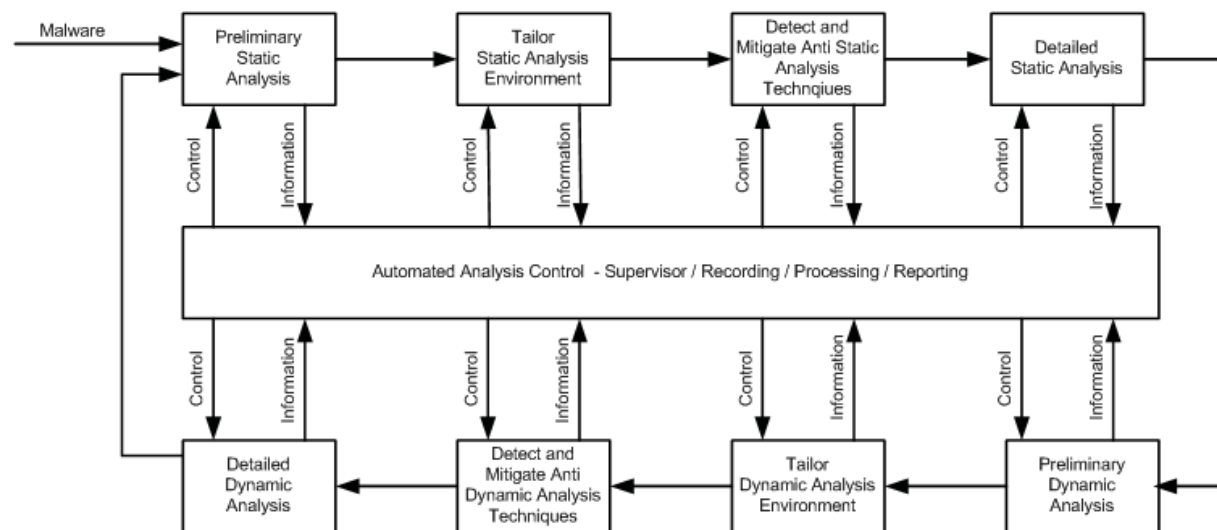 Malware
Preliminary
Static
Analysis
Tailor
Static Analysis
Environment
Detect and
Mitigate Anti Static
Analysis
Technqiues
Detailed
Static Analysis
Control
Information
Control
Information
Control
Information
Control
Information
Automated Analysis Control - Supervisor / Recording / Processing / Reporting
Control
Information
Control
Information
Control
Information
Control
Information
Detailed
Dynamic
Analysis
Detect and
Mitigate Anti
Dynamic Analysis
Techniques
Tailor
Dynamic Analysis
Environment
Preliminary
Dynamic
Analysis